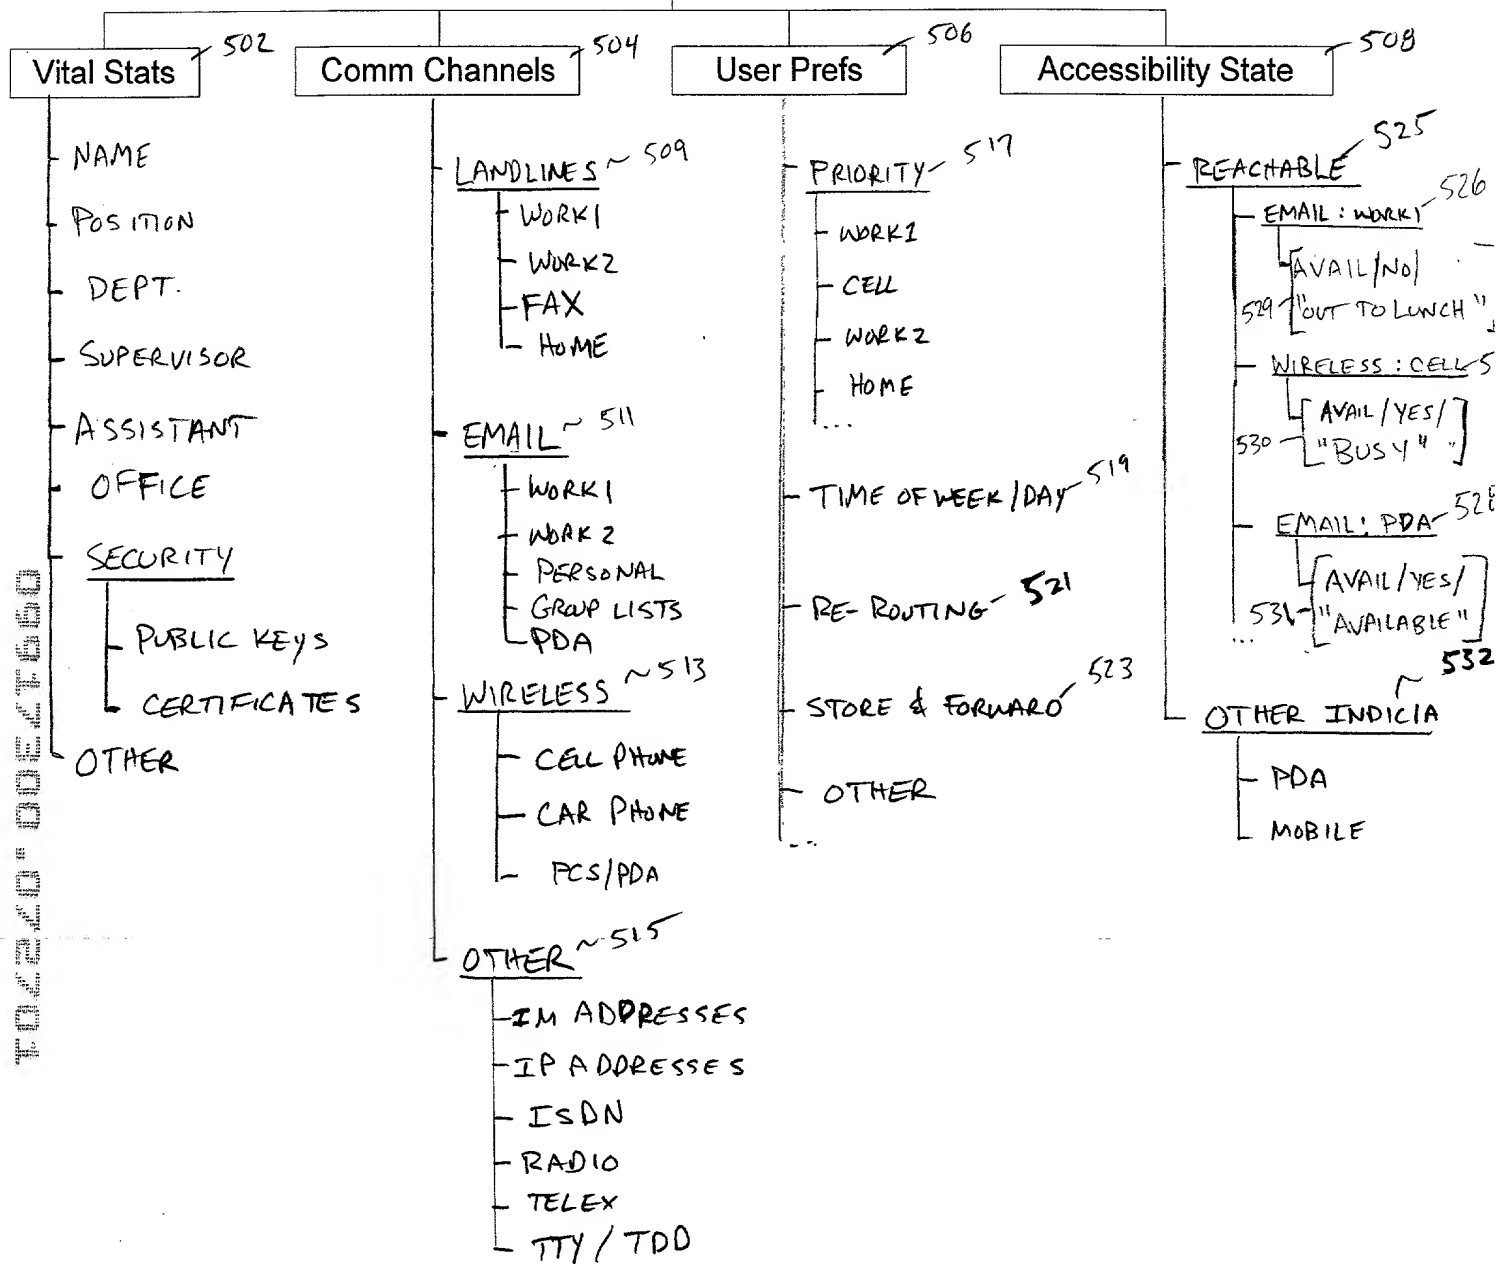 Vital Stats 502
NAME
POSITION
DEPT.
SUPERVISOR
ASSISTANT
OFFICE
SECURITY
PUBLIC KEYS
CERTIFICATES
OTHER
Comm Channels 504
LANDLINES ~ 509
WORK1
WORK2
FAX
HOME
EMAIL ~ 511
WORK1
WORK 2
PERSONAL
GROUP LISTS
PDA
WIRELESS ~ 513
CELL PHONE
CAR PHONE
PCS/PDA
OTHER ~ 515
IM ADDRESSES
IP ADDRESSES
ISDN
RADIO
TELEX
TTY / TDD
User Prefs 506
PRIORITY 517
WORK1
CELL
WORK2
HOME
...
TIME OF WEEK/DAY 519
RE-ROUTING 521
STORE & FORWARD 523
OTHER
...
Accessibility State 508
REACHABLE 525
EMAIL: WORK1 526
[AVAIL/NO/
529 "OUT TO LUNCH"]
WIRELESS: CELL
[AVAIL/YES/
530 "BUSY"]
EMAIL: PDA
[AVAIL/YES/
531 "AVAILABLE"]
...
OTHER INDICIA ~ 532
PDA
MOBILE